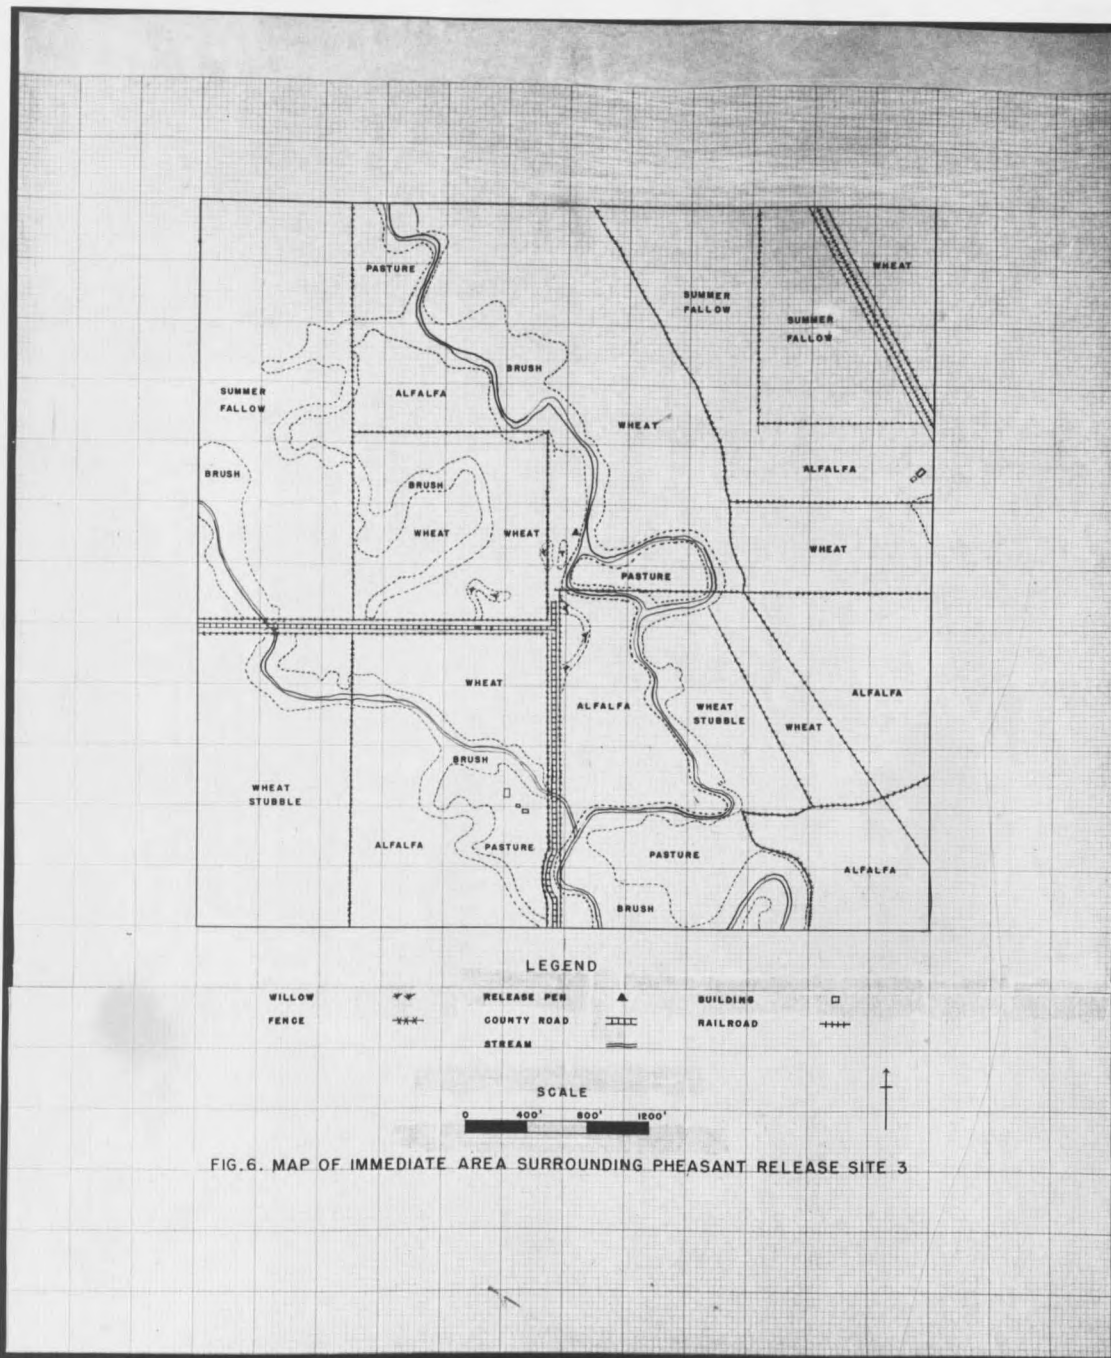 PASTURE
WHEAT
SUMMER
FALLOW
SUMMER
FALLOW
BRUSH
SUMMER
FALLOW
ALFALFA
WHEAT
BRUSH
BRUSH
ALFALFA
WHEAT
WHEAT
WHEAT
PASTURE
WHEAT
ALFALFA
ALFALFA
WHEAT
STUBBLE
WHEAT
BRUSH
WHEAT
STUBBLE
ALFALFA
PASTURE
PASTURE
ALFALFA
BRUSH
LEGEND
WILLOW RELEASE PEN BUILDING
FENCE COUNTY ROAD RAILROAD
STREAM
SCALE
0 400' 800' 1200'
FIG.6. MAP OF IMMEDIATE AREA SURROUNDING PHEASANT RELEASE SITE 3